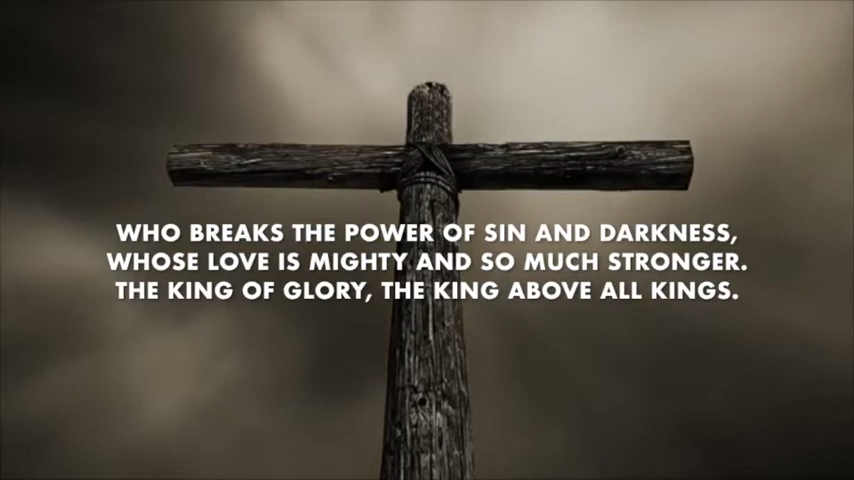 WHO BREAKS THE POWER OF SIN AND DARKNESS,
WHOSE LOVE IS MIGHTY AND SO MUCH STRONGER.
THE KING OF GLORY, THE KING ABOVE ALL KINGS.